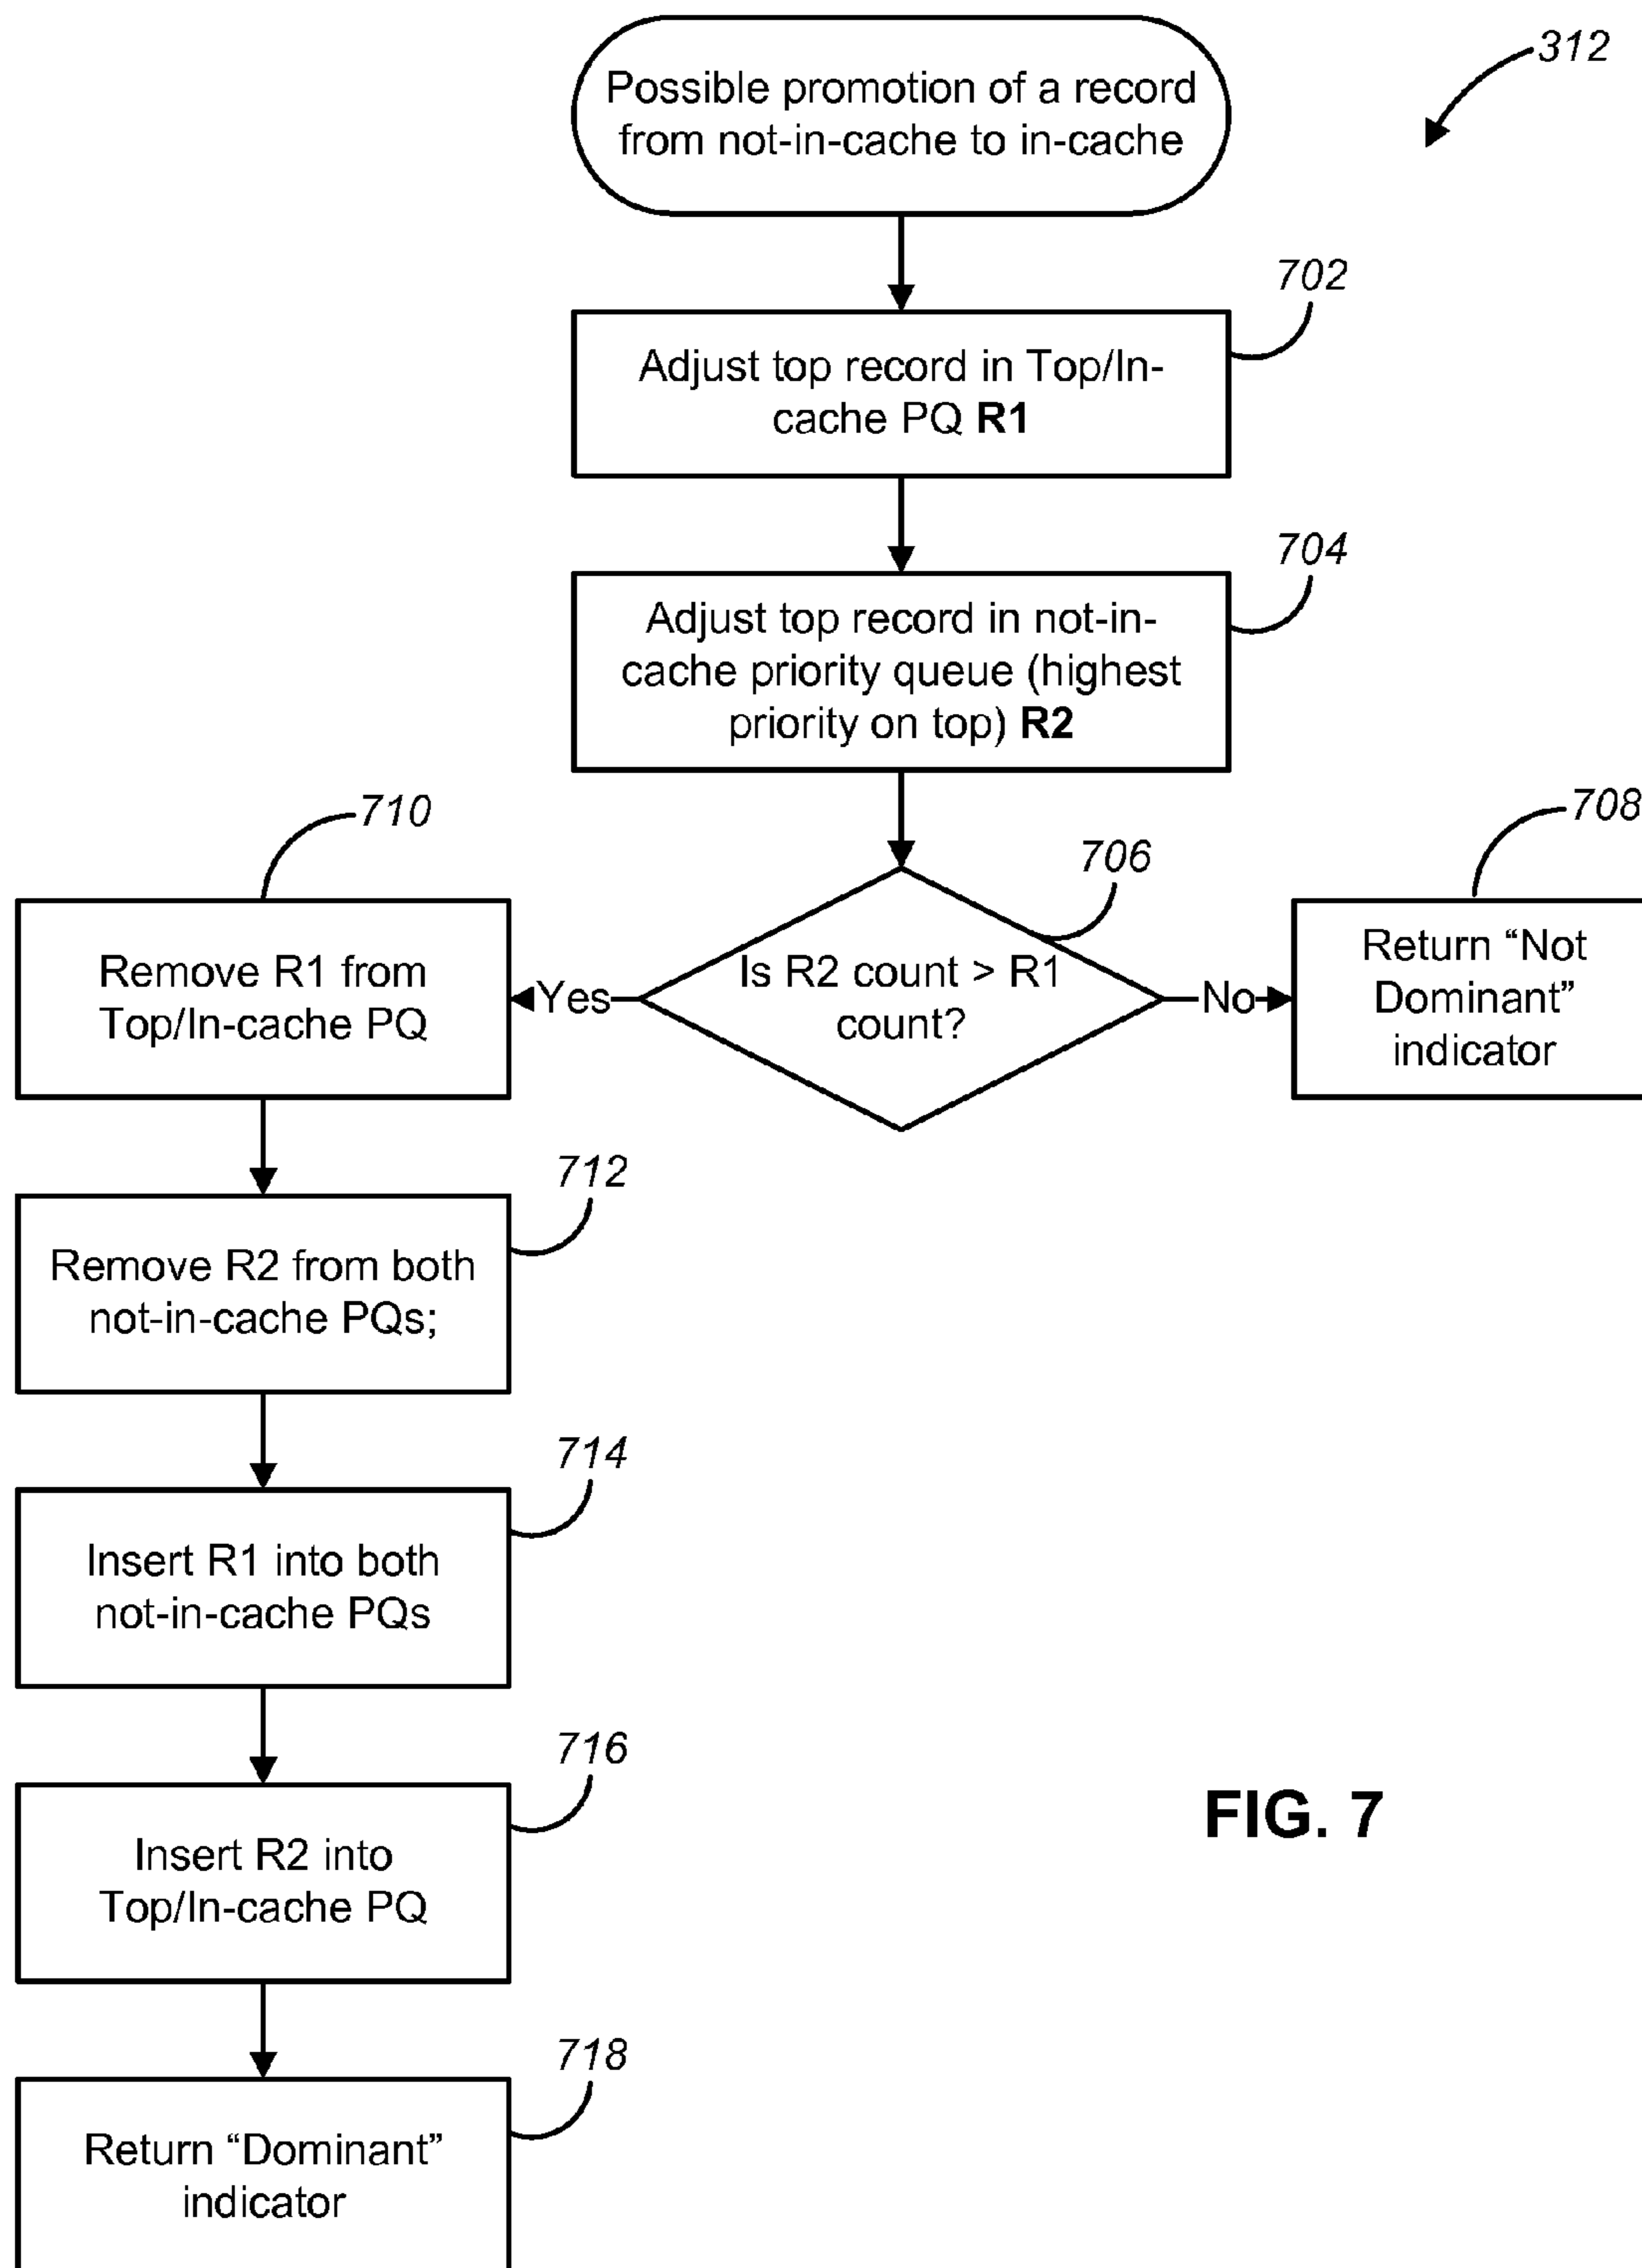 312
Possible promotion of a record
from not-in-cache to in-cache
702
Adjust top record in Top/In-
cache PQ R1
704
Adjust top record in not-in-
cache priority queue (highest
priority on top) R2
706
Is R2 count > R1
count?
Yes
No
708
Return “Not
Dominant”
indicator
710
Remove R1 from
Top/In-cache PQ
712
Remove R2 from both
not-in-cache PQs;
714
Insert R1 into both
not-in-cache PQs
716
Insert R2 into
Top/In-cache PQ
718
Return “Dominant”
indicator
FIG. 7